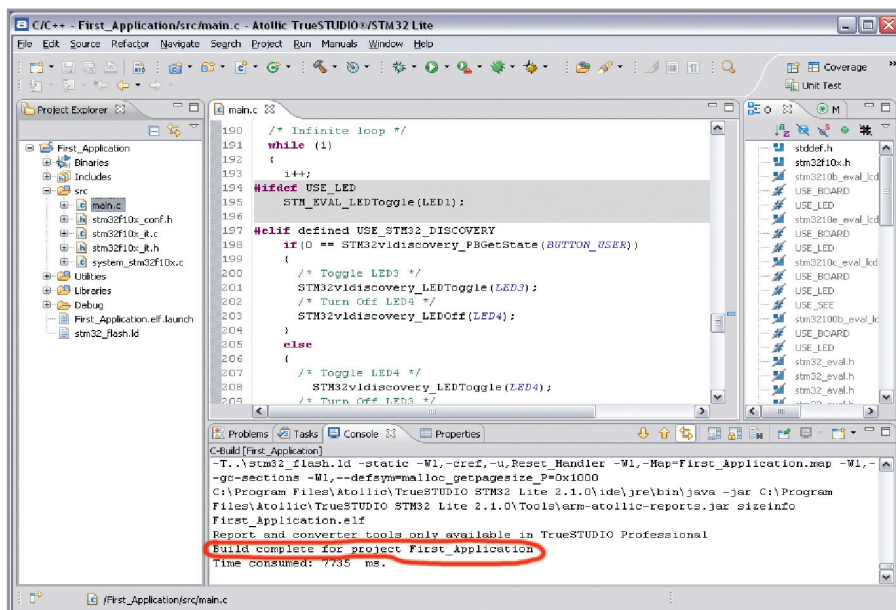 C/C++ - First_Application/src/main.c - Atollic TrueSTUDIO®/STM32 Lite
File Edit Source Refactor Navigate Search Project Run Manuals Window Help
Coverage
Unit Test
Project Explorer
First_Application
Binaries
Includes
src
main.c
stm32f10x_conf.h
stm32f10x_it.c
stm32f10x_it.h
system_stm32f10x.c
Utilities
Libraries
Debug
First_Application.elf.launch
stm32_flash.ld
main.c
190 /* Infinite loop */
191 while (1)
192 {
193 i++;
194 #ifdef USE_LED
195 STM_EVAL_LEDToggle(LED1);
196
197 #elif defined USE_STM32_DISCOVERY
198 if(0 == STM32vldiscovery_PBGetState(BUTTON_USER))
199 {
200 /* Toggle LED3 */
201 STM32vldiscovery_LEDToggle(LED3);
202 /* Turn Off LED4 */
203 STM32vldiscovery_LEDOff(LED4);
204 }
205 else
206 {
207 /* Toggle LED4 */
208 STM32vldiscovery_LEDToggle(LED4);
209 /* Turn Off LED3 */
O
M
stddef.h
stm32f10x.h
stm3210b_eval_lcd
USE_BOARD
USE_LED
stm3210e_eval_lcd
USE_BOARD
USE_LED
stm3210c_eval_lcd
USE_BOARD
USE_LED
USE_SEE
stm32100b_eval_lc
USE_BOARD
USE_LED
stm32_eval.h
stm32_eval.h
stm32_eval.h
stm32_eval.h
Problems Tasks Console Properties
C-Build [First_Application]
-T..\stm32_flash.ld -static -Wl,-cref,-u,Reset_Handler -Wl,-Map=First_Application.map -Wl,-
-gc-sections -Wl,--defsym=malloc_getpagesize_P=0x1000
C:\Program Files\Atollic\TrueSTUDIO STM32 Lite 2.1.0\ide\jre\bin\java -jar C:\Program
Files\Atollic\TrueSTUDIO STM32 Lite 2.1.0\Tools\arm-atollic-reports.jar sizeinfo
First_Application.elf
Report and converter tools only available in TrueSTUDIO Professional
Build complete for project First_Application
Time consumed: 7735 ms.
/First_Application/src/main.c